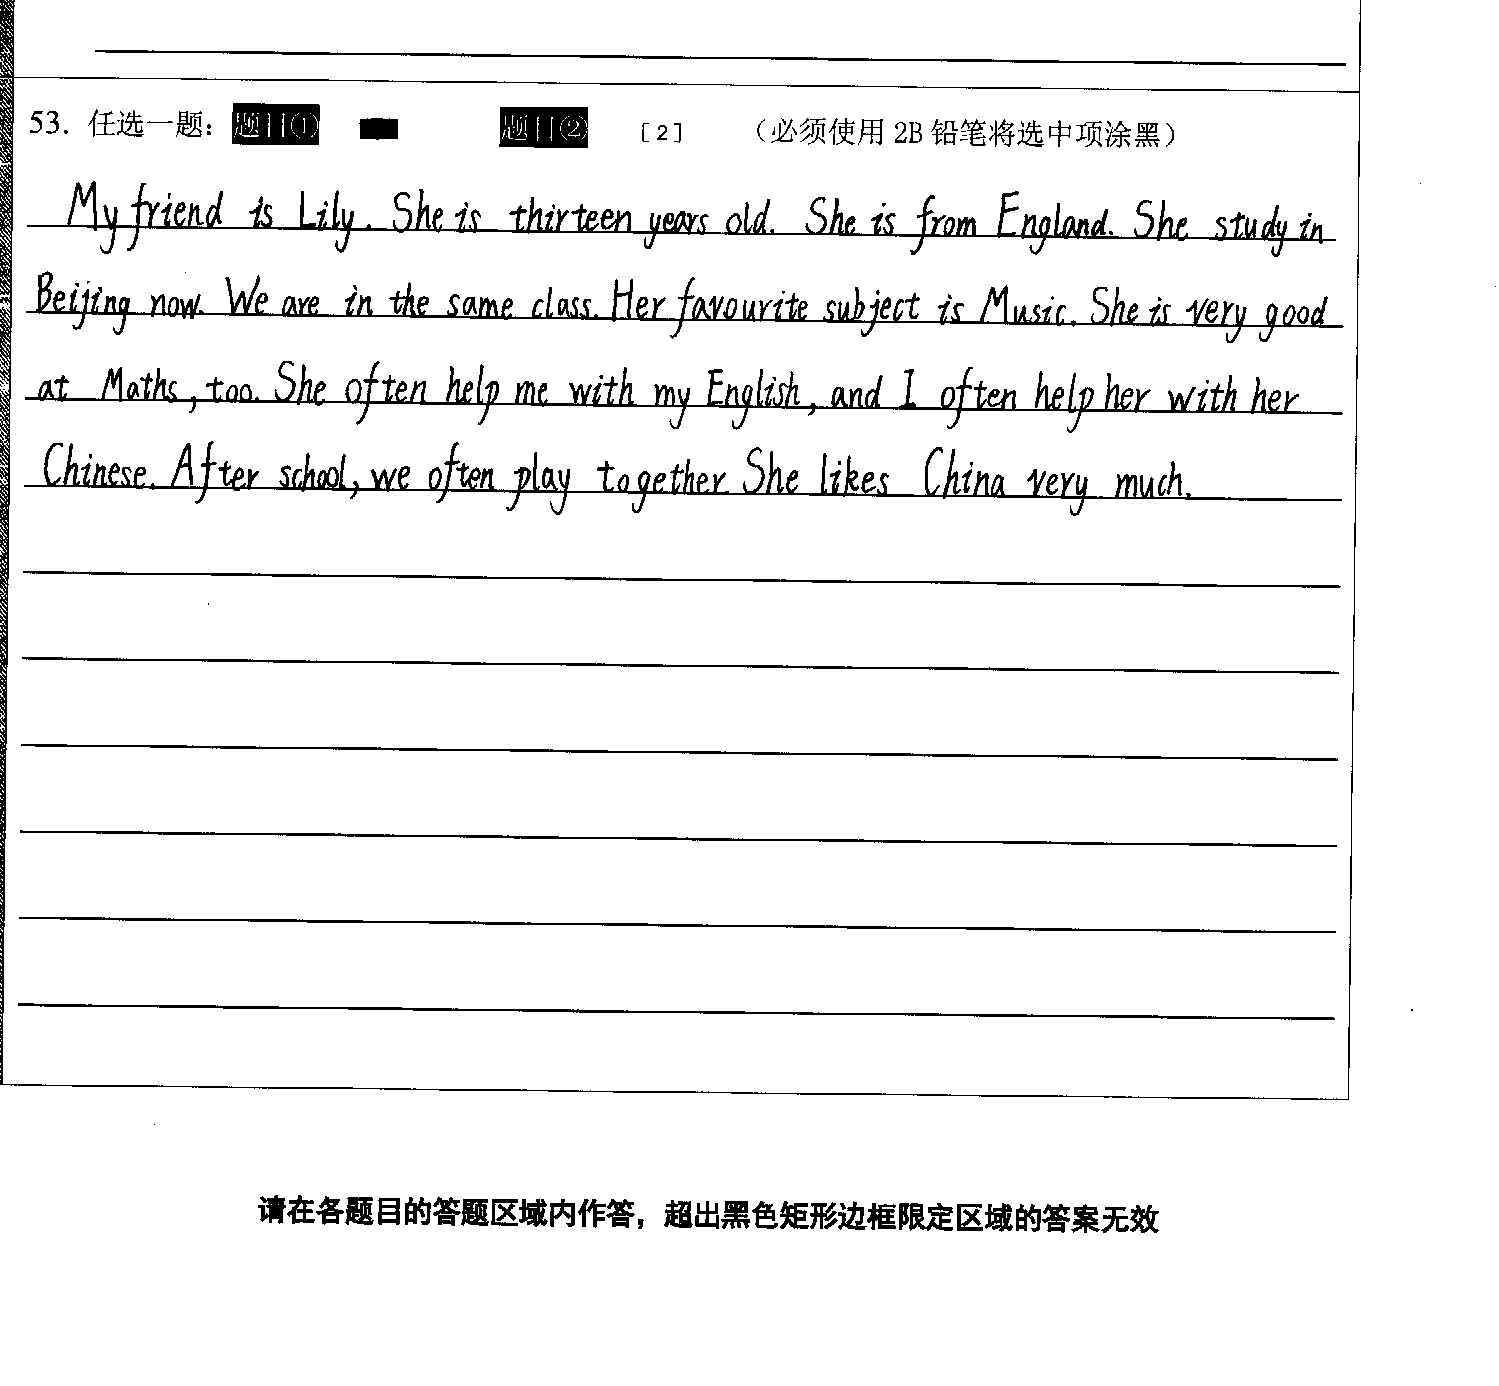 53. 任选一题： 题目① 题目② [2] （必须使用 2B 铅笔将选中项涂黑）
My friend is Lily. She is thirteen years old. She is from England. She study in
Beijing now. We are in the same class. Her favourite subject is Music. She is very good
at Maths, too. She often help me with my English, and I often help her with her
Chinese. After school, we often play together. She likes China very much.
请在各题目的答题区域内作答，超出黑色矩形边框限定区域的答案无效